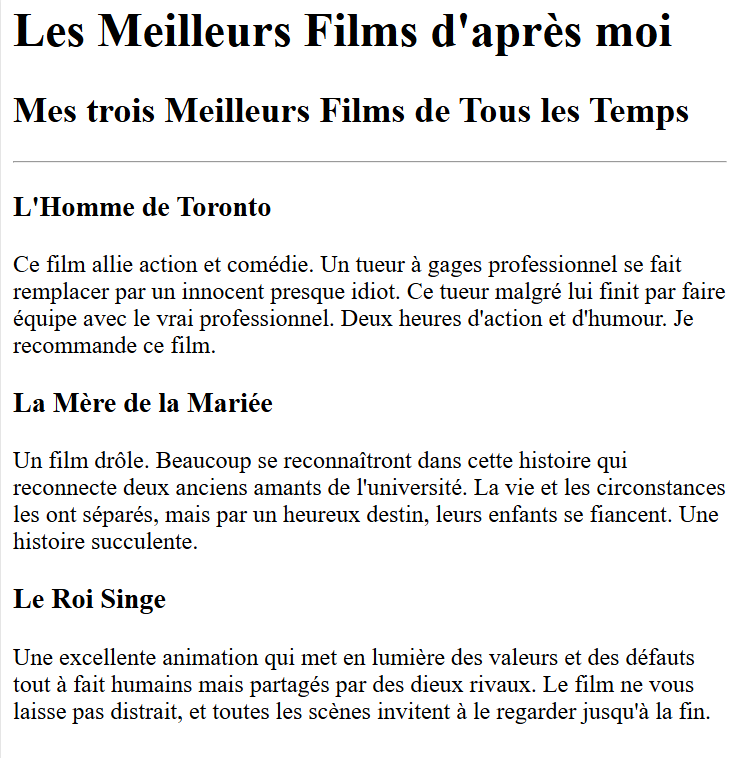 Les Meilleurs Films d'après moi
Mes trois Meilleurs Films de Tous les Temps
L'Homme de Toronto
Ce film allie action et comédie. Un tueur à gages professionnel se fait
remplacer par un innocent presque idiot. Ce tueur malgré lui finit par faire
équipe avec le vrai professionnel. Deux heures d'action et d'humour. Je
recommande ce film.
La Mère de la Mariée
Un film drôle. Beaucoup se reconnaîtront dans cette histoire qui
reconnecte deux anciens amants de l'université. La vie et les circonstances
les ont séparés, mais par un heureux destin, leurs enfants se fiancent. Une
histoire succulente.
Le Roi Singe
Une excellente animation qui met en lumière des valeurs et des défauts
tout à fait humains mais partagés par des dieux rivaux. Le film ne vous
laisse pas distrait, et toutes les scènes invitent à le regarder jusqu'à la fin.